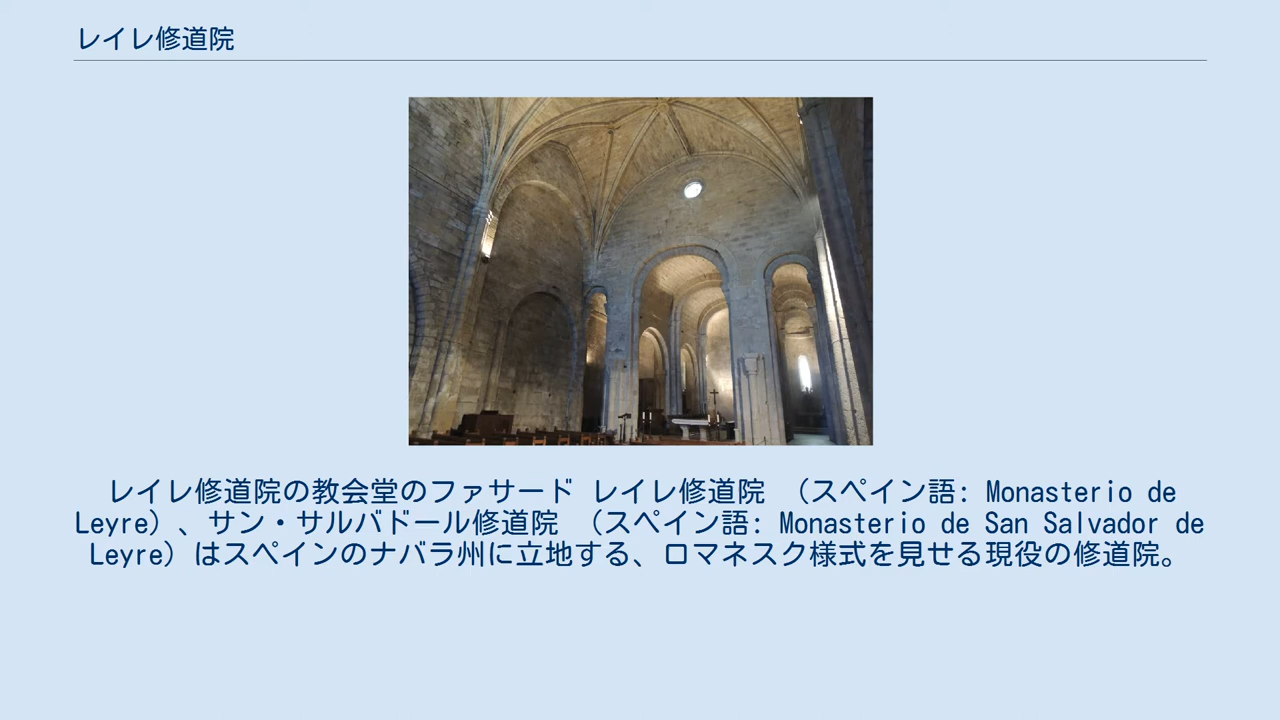 レイレ修道院
レイレ修道院の教会堂のファサード レイレ修道院 （スペイン語: Monasterio de
Leyre）、サン・サルバドール修道院 （スペイン語: Monasterio de San Salvador de
Leyre）はスペインのナバラ州に立地する、ロマネスク様式を見せる現役の修道院。